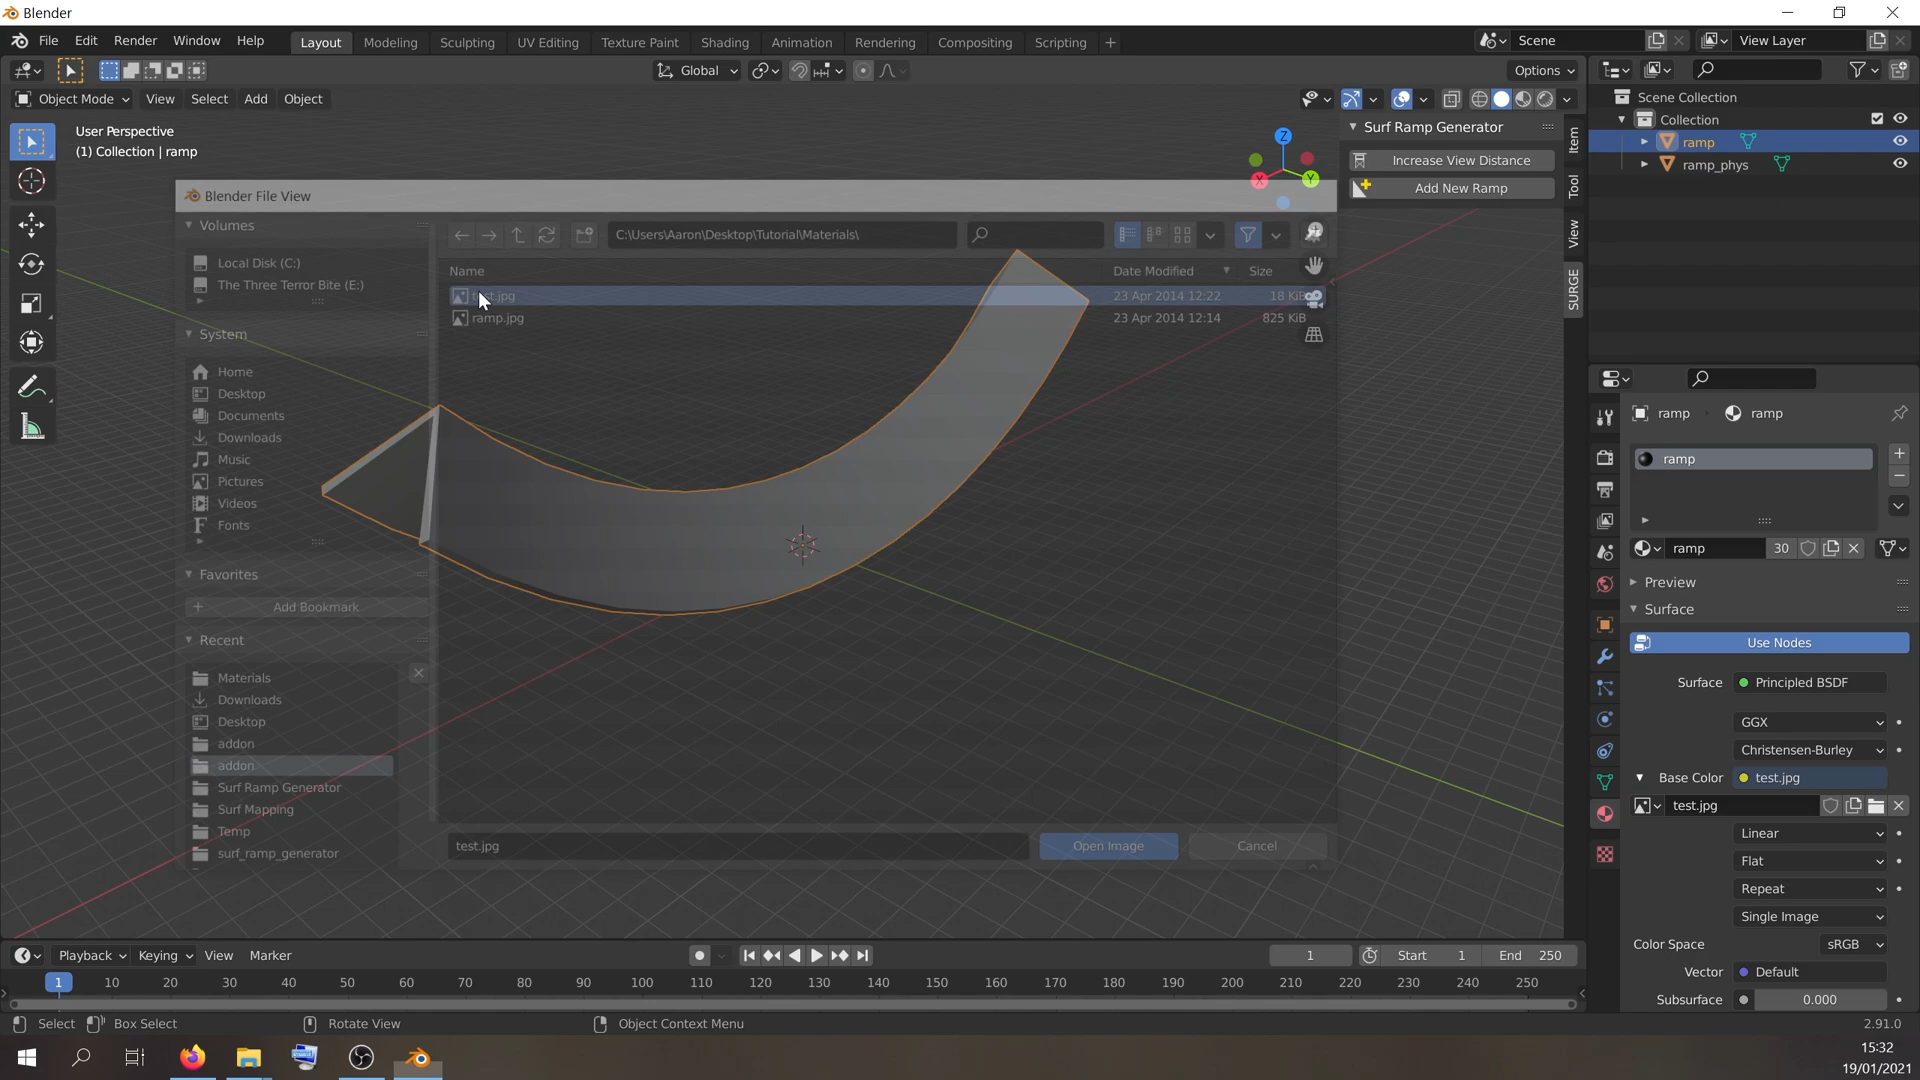 Blender
File Edit Render Window Help
Layout Modeling Sculpting UV Editing Texture Paint Shading Animation Rendering Compositing Scripting
Scene
View Layer
Global
Options
Object Mode View Select Add Object
User Perspective
(1) Collection | ramp
Z
X
Y
Surf Ramp Generator
Increase View Distance
Add New Ramp
Item
Tool
View
SURGE
Scene Collection
Collection
ramp
ramp_phys
Blender File View
Volumes
Local Disk (C:)
The Three Terror Bite (E:)
System
Home
Desktop
Documents
Downloads
Music
Pictures
Videos
Fonts
Favorites
Add Bookmark
Recent
Materials
Downloads
Desktop
addon
addon
Surf Ramp Generator
Surf Mapping
Temp
surf_ramp_generator
C:\Users\Aaron\Desktop\Tutorial\Materials\
Name Date Modified Size
test.jpg 23 Apr 2014 12:22 18 KiB
ramp.jpg 23 Apr 2014 12:14 825 KiB
test.jpg
Open Image
Cancel
ramp ramp
ramp
ramp 30
Preview
Surface
Use Nodes
Surface Principled BSDF
GGX
Christensen-Burley
Base Color test.jpg
test.jpg
Linear
Flat
Repeat
Single Image
Color Space sRGB
Vector Default
Subsurface 0.000
Playback Keying View Marker
1 Start 1 End 250
1 10 20 30 40 50 60 70 80 90 100 110 120 130 140 150 160 170 180 190 200 210 220 230 240 250
Select Box Select Rotate View Object Context Menu
2.91.0
15:32
19/01/2021